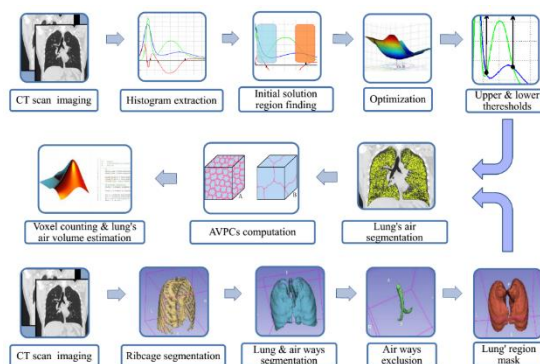 CT scan imaging
Histogram extraction
Initial solution
region finding
Optimization
Upper & lower
theresholds
Voxel counting & lung's
air volume estimation
A
B
AVPCs computation
Lung's air
segmentation
CT scan imaging
Ribcage segmentation
Lung & air ways
segmentation
Air ways
exclusion
Lung' region
mask